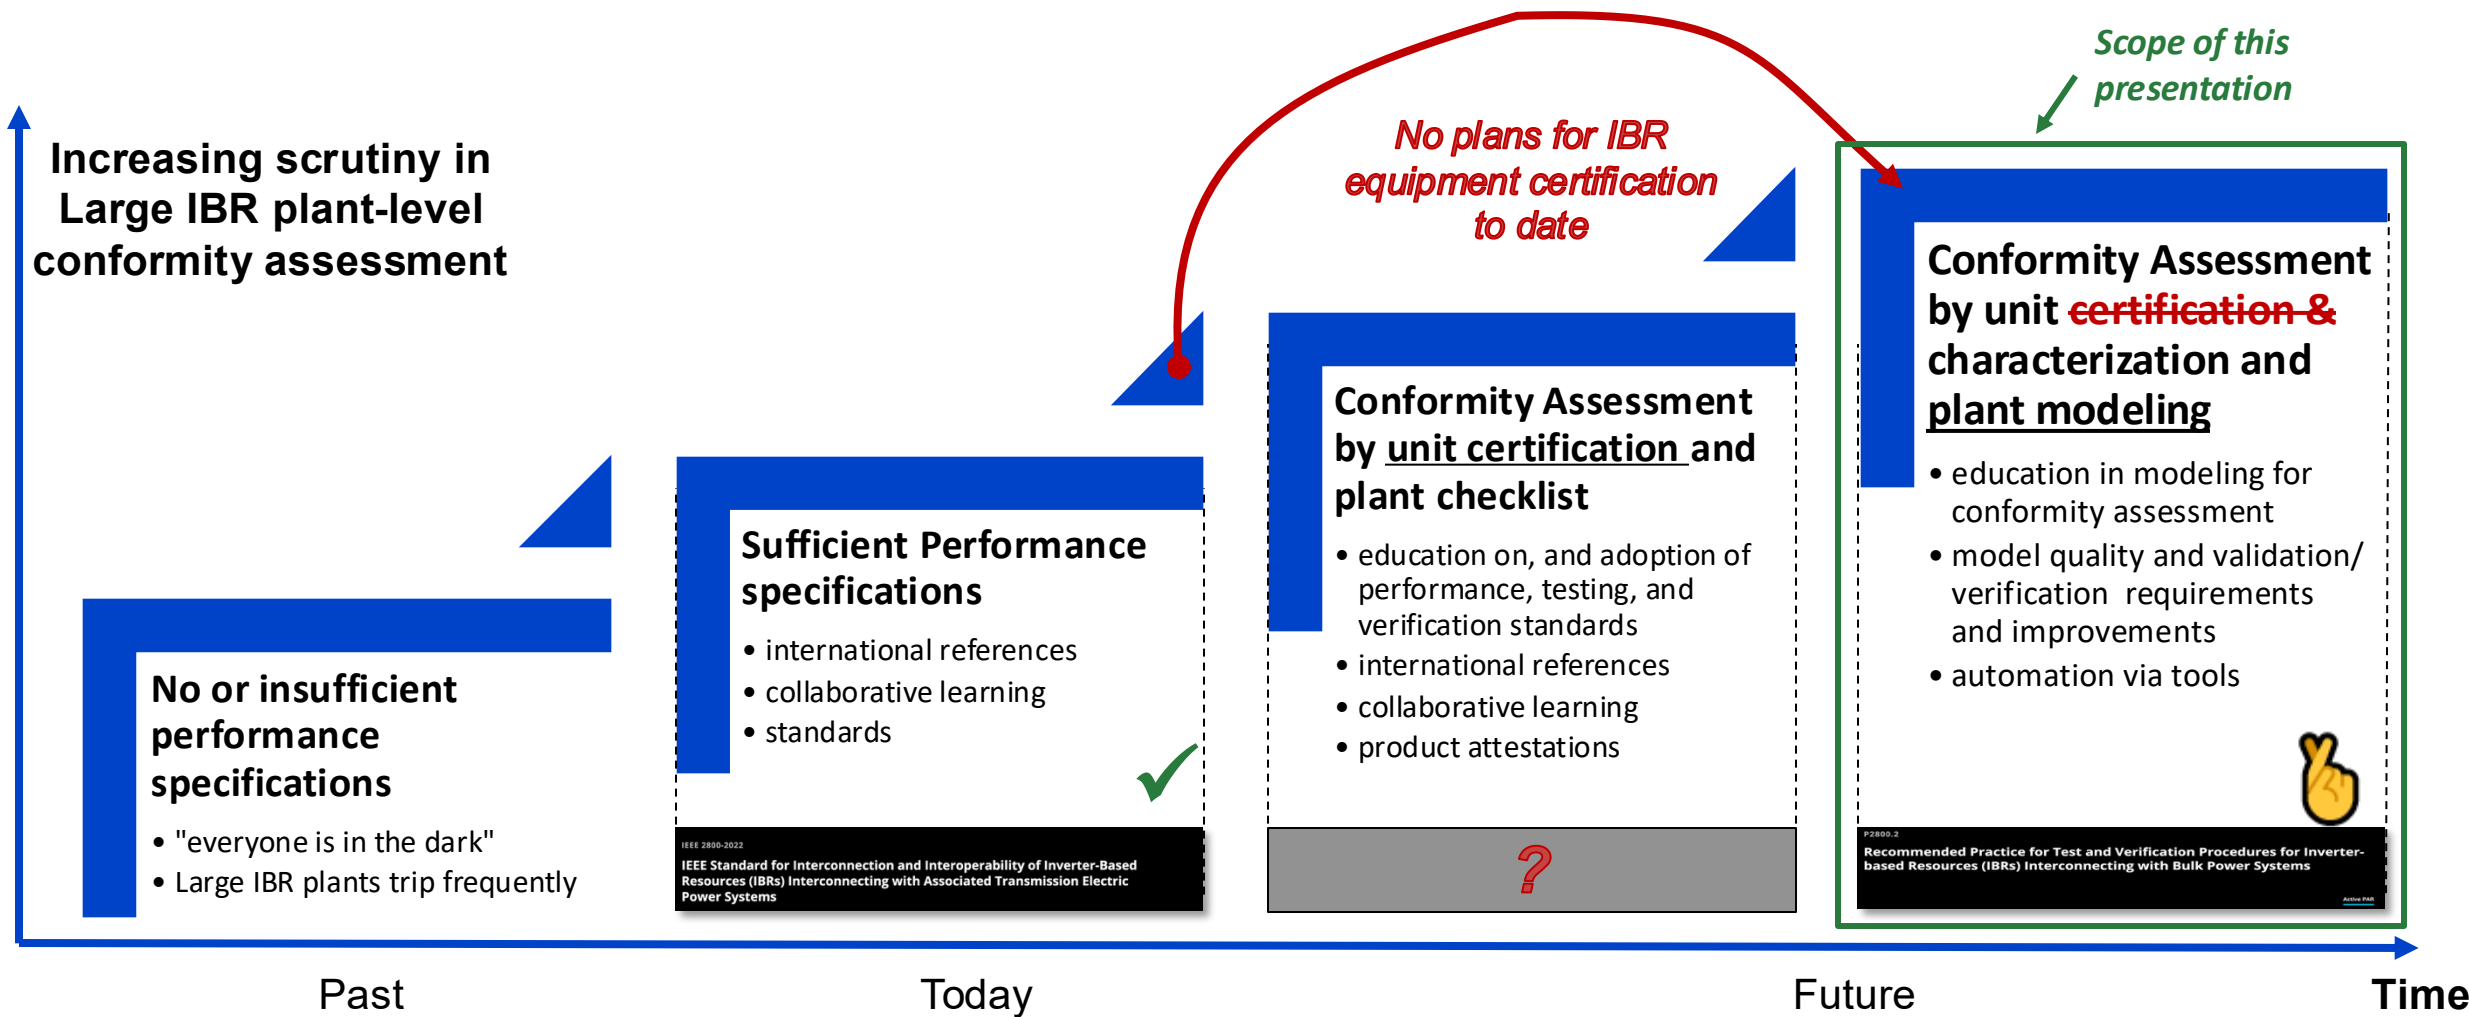 Scope of this
presentation
Increasing scrutiny in
Large IBR plant-level
conformity assessment
No plans for IBR
equipment certification
to date
No or insufficient
performance
specifications
• "everyone is in the dark"
• Large IBR plants trip frequently
Sufficient Performance
specifications
• international references
• collaborative learning
• standards
IEEE 2800-2022
IEEE Standard for Interconnection and Interoperability of Inverter-Based
Resources (IBRs) Interconnecting with Associated Transmission Electric
Power Systems
Conformity Assessment
by unit certification and
plant checklist
• education on, and adoption of
performance, testing, and
verification standards
• international references
• collaborative learning
• product attestations
?
Conformity Assessment
by unit certification &
characterization and
plant modeling
• education in modeling for
conformity assessment
• model quality and validation/
verification requirements
and improvements
• automation via tools
P2800.2
Recommended Practice for Test and Verification Procedures for Inverter-
based Resources (IBRs) Interconnecting with Bulk Power Systems
Active PAR
Past
Today
Future
Time